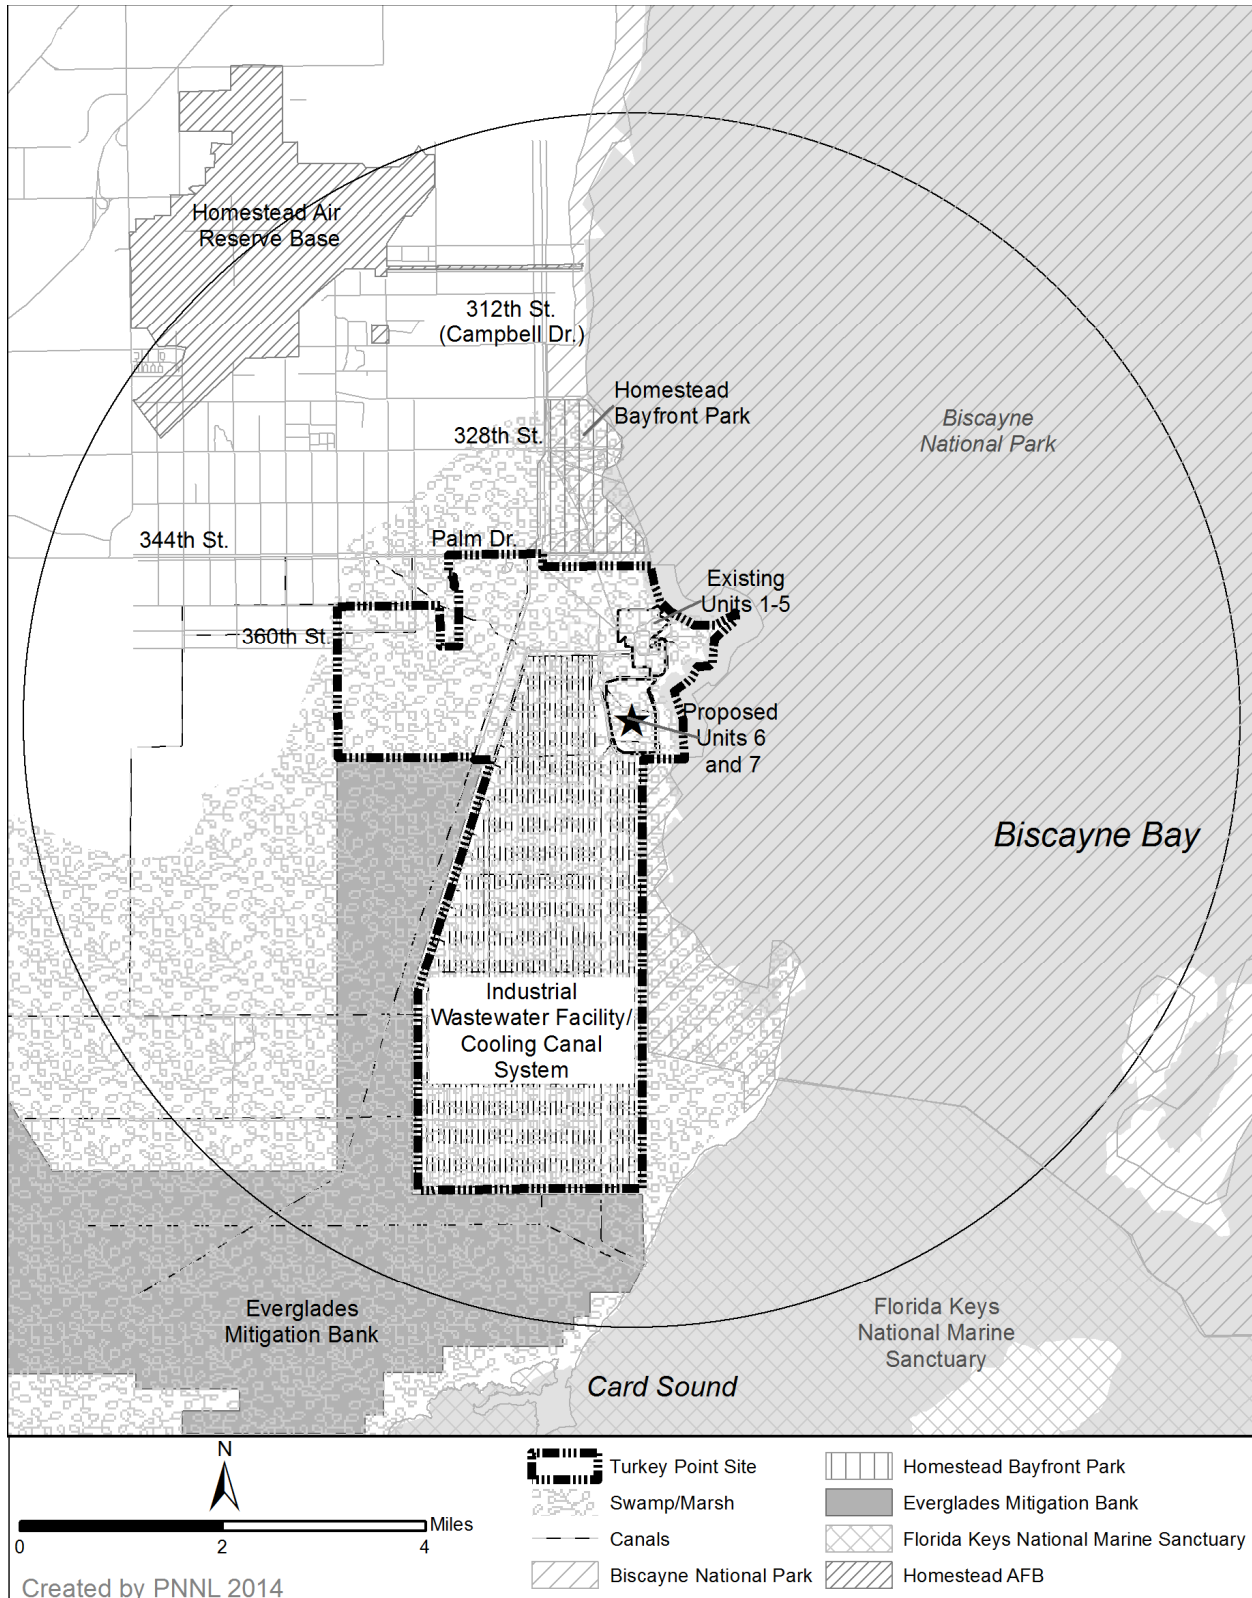 Homestead Air
Reserve Base
312th St.
(Campbell Dr.)
Homestead
Bayfront Park
Biscayne
National Park
328th St.
344th St.
Palm Dr.
Existing
Units 1-5
360th St.
Proposed
Units 6
and 7
Biscayne Bay
Industrial
Wastewater Facility/
Cooling Canal
System
Everglades
Mitigation Bank
Florida Keys
National Marine
Sanctuary
Card Sound
N
Miles
0 2 4
Created by PNNL 2014
Turkey Point Site
Swamp/Marsh
Canals
Biscayne National Park
Homestead Bayfront Park
Everglades Mitigation Bank
Florida Keys National Marine Sanctuary
Homestead AFB